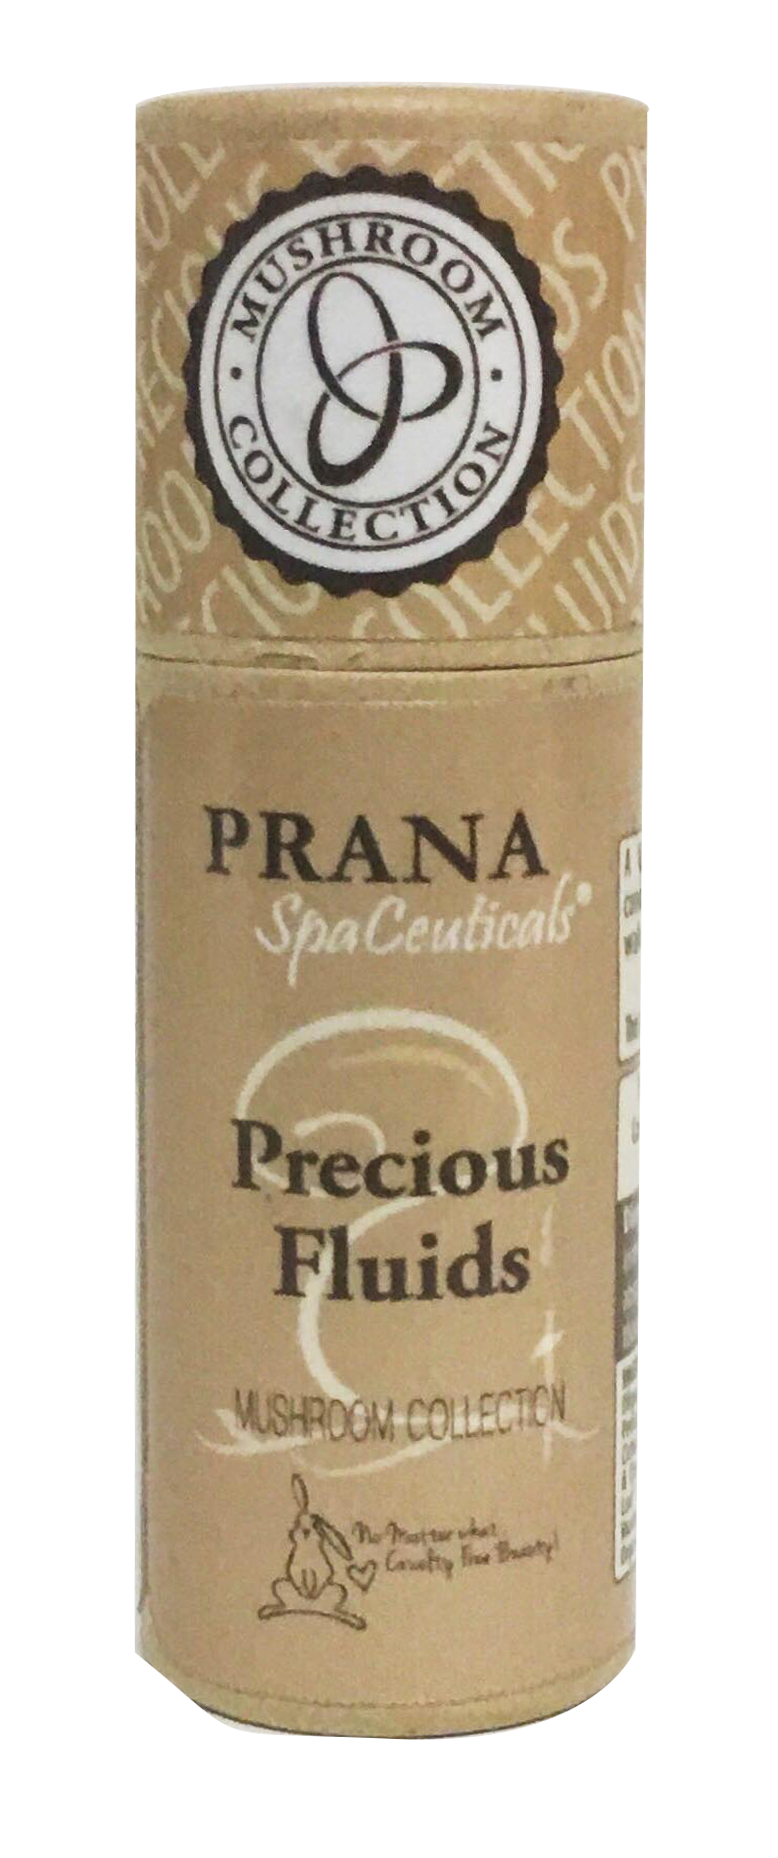 MUSHROOM
COLLECTION
PRANA
SpaCeuticals®
Precious
Fluids
MUSHROOM COLLECTION
No Matter what
Cruelty Free Beauty!